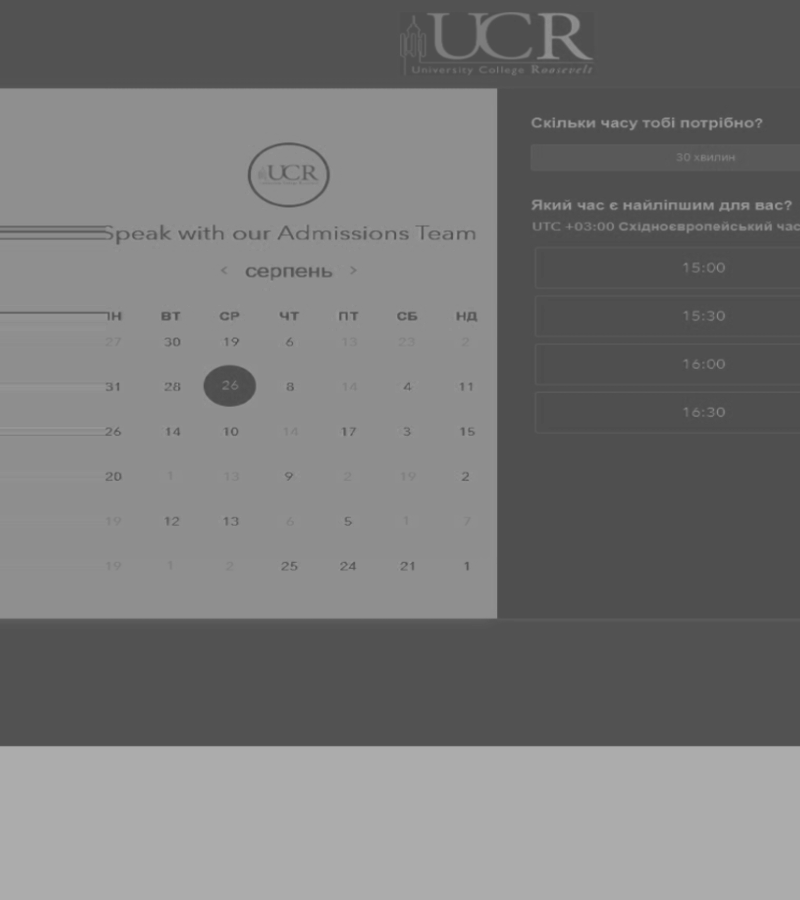 UCR
University College Roosevelt
UCR
Speak with our Admissions Team
‹ серпень ›
ПН ВТ СР ЧТ ПТ СБ НД
27 30 19 6 13 23 2
31 28 26 8 14 4 11
26 14 10 14 17 3 15
20 1 13 9 2 19 2
19 12 13 6 5 1 7
19 1 2 25 24 21 1
Скільки часу тобі потрібно?
30 хвилин
Який час є найліпшим для вас?
UTC +03:00 Східноєвропейський час
15:00
15:30
16:00
16:30